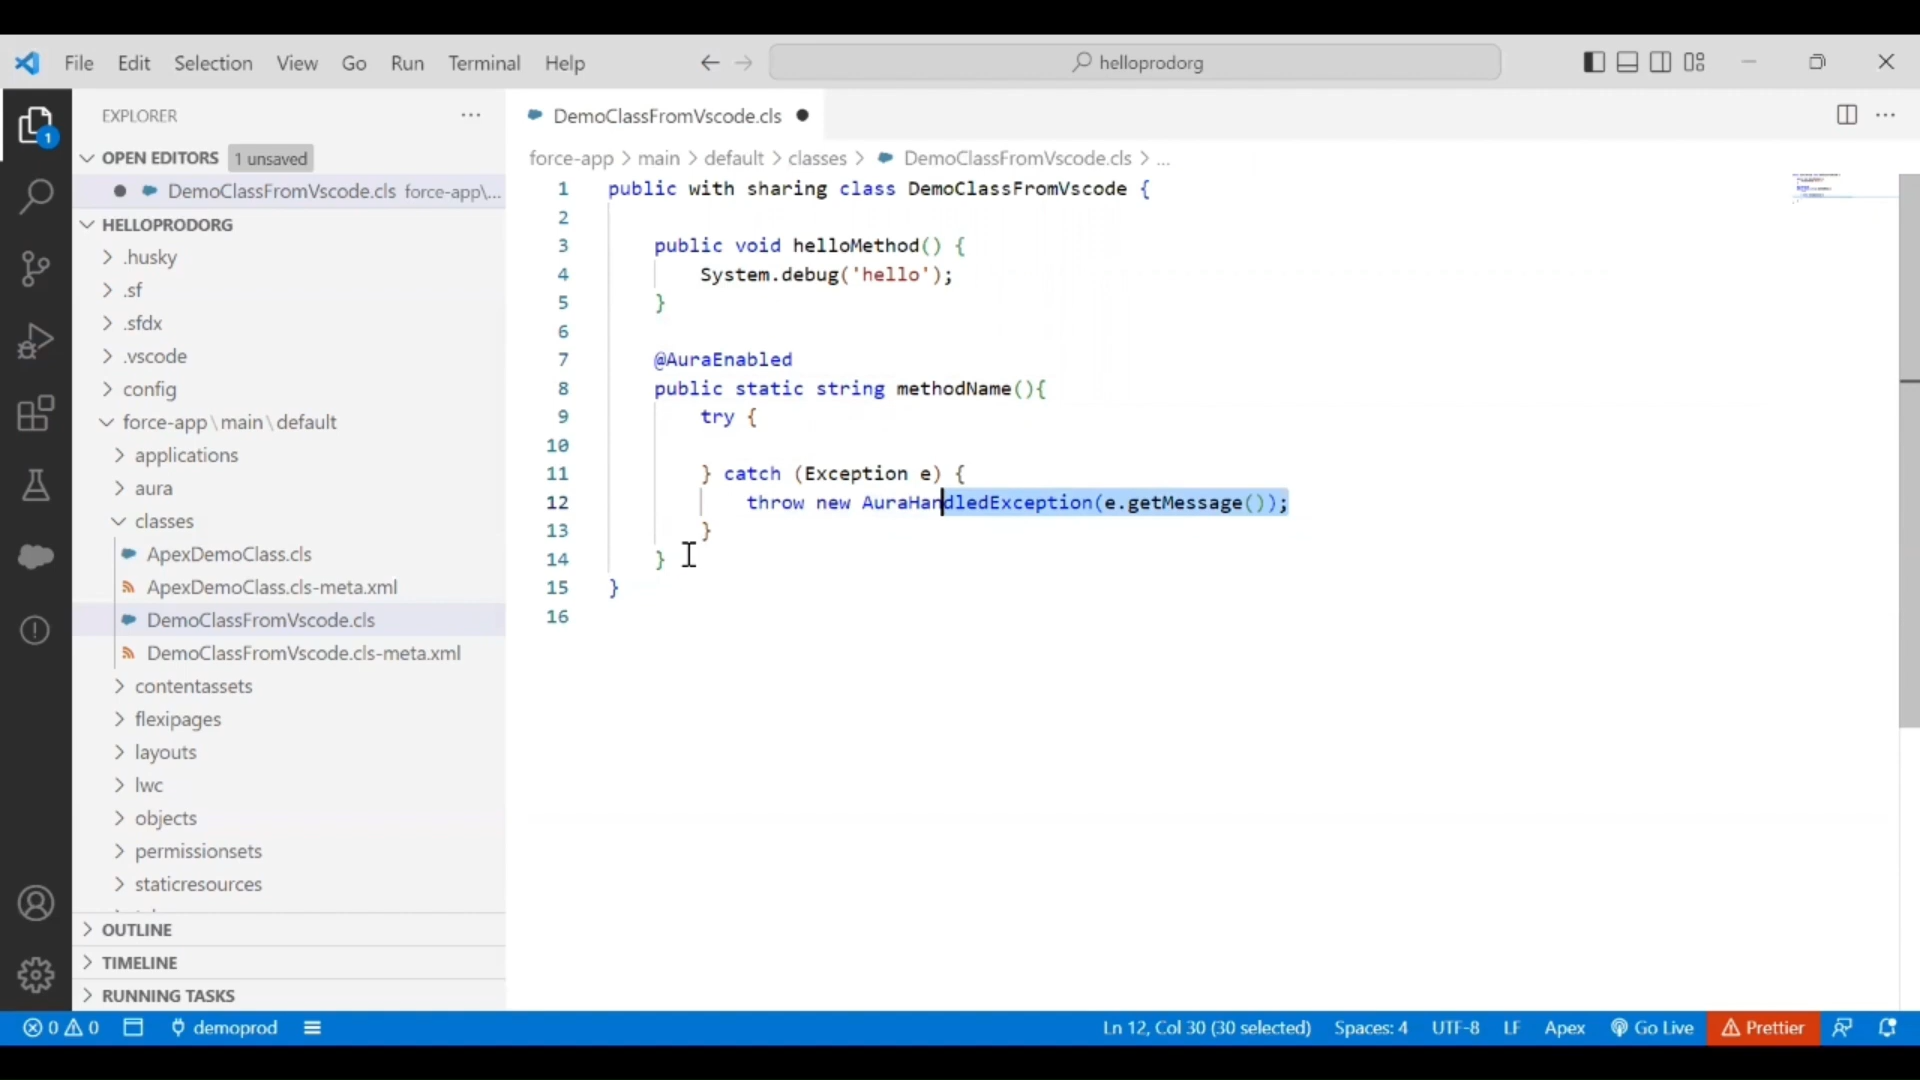 File Edit Selection View Go Run Terminal Help
helloprodorg
EXPLORER
OPEN EDITORS 1 unsaved
DemoClassFromVscode.cls force-app\...
HELLOPRODORG
.husky
.sf
.sfdx
.vscode
config
force-app\main\default
applications
aura
classes
ApexDemoClass.cls
ApexDemoClass.cls-meta.xml
DemoClassFromVscode.cls
DemoClassFromVscode.cls-meta.xml
contentassets
flexipages
layouts
lwc
objects
permissionsets
staticresources
OUTLINE
TIMELINE
RUNNING TASKS
DemoClassFromVscode.cls
force-app > main > default > classes > DemoClassFromVscode.cls > ...
1 public with sharing class DemoClassFromVscode {
2
3 public void helloMethod() {
4 System.debug('hello');
5 }
6
7 @AuraEnabled
8 public static string methodName(){
9 try {
10
11 } catch (Exception e) {
12 throw new AuraHandledException(e.getMessage());
13 }
14 }
15 }
16
1
0 0 demoprod Ln 12, Col 30 (30 selected) Spaces: 4 UTF-8 LF Apex Go Live Prettier